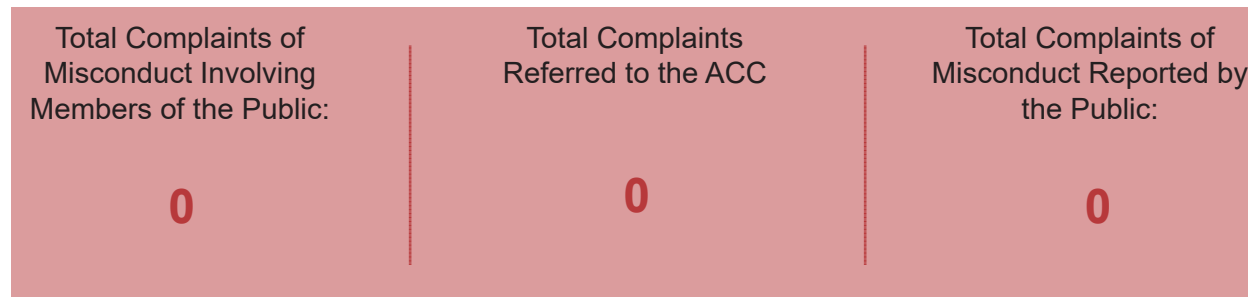 Total Complaints of
Misconduct Involving
Members of the Public:
0
Total Complaints
Referred to the ACC
0
Total Complaints of
Misconduct Reported by
the Public:
0